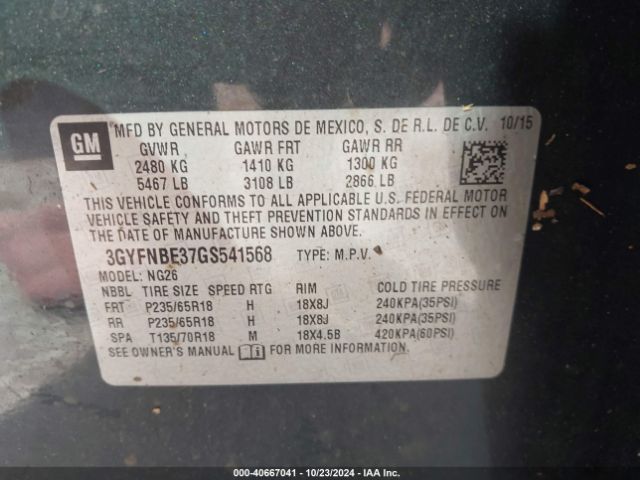 GM
MFD BY GENERAL MOTORS DE MEXICO, S. DE R.L. DE C.V. 10/15
GVWR GAWR FRT GAWR RR
2480 KG 1410 KG 1300 KG
5467 LB 3108 LB 2866 LB
THIS VEHICLE CONFORMS TO ALL APPLICABLE U.S. FEDERAL MOTOR
VEHICLE SAFETY AND THEFT PREVENTION STANDARDS IN EFFECT ON
THE DATE OF MANUFACTURE SHOWN ABOVE.
3GYFNBE37GS541568 TYPE: M.P.V.
MODEL: NG26
NBBL TIRE SIZE SPEED RTG RIM COLD TIRE PRESSURE
FRT P235/65R18 H 18X8J 240KPA(35PSI)
RR P235/65R18 H 18X8J 240KPA(35PSI)
SPA T135/70R18 M 18X4.5B 420KPA(60PSI)
SEE OWNER'S MANUAL FOR MORE INFORMATION.
000-40667041 - 10/23/2024 - IAA Inc.